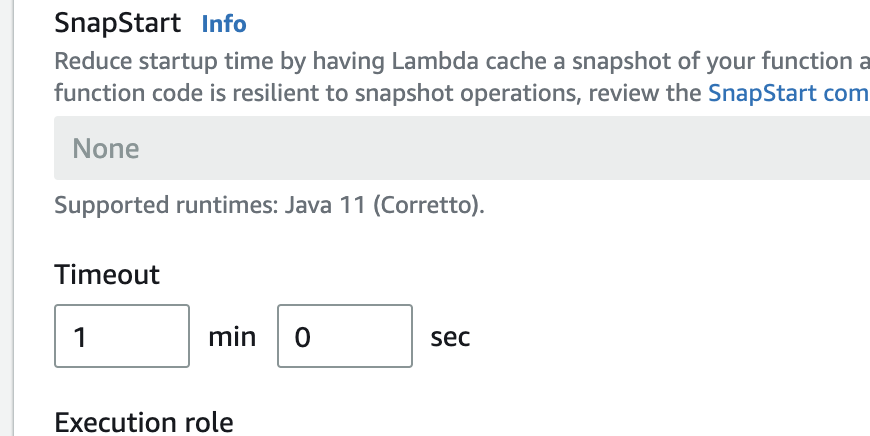 SnapStart Info
Reduce startup time by having Lambda cache a snapshot of your function a
function code is resilient to snapshot operations, review the SnapStart com
None
Supported runtimes: Java 11 (Corretto).
Timeout
1 min 0 sec
Execution role